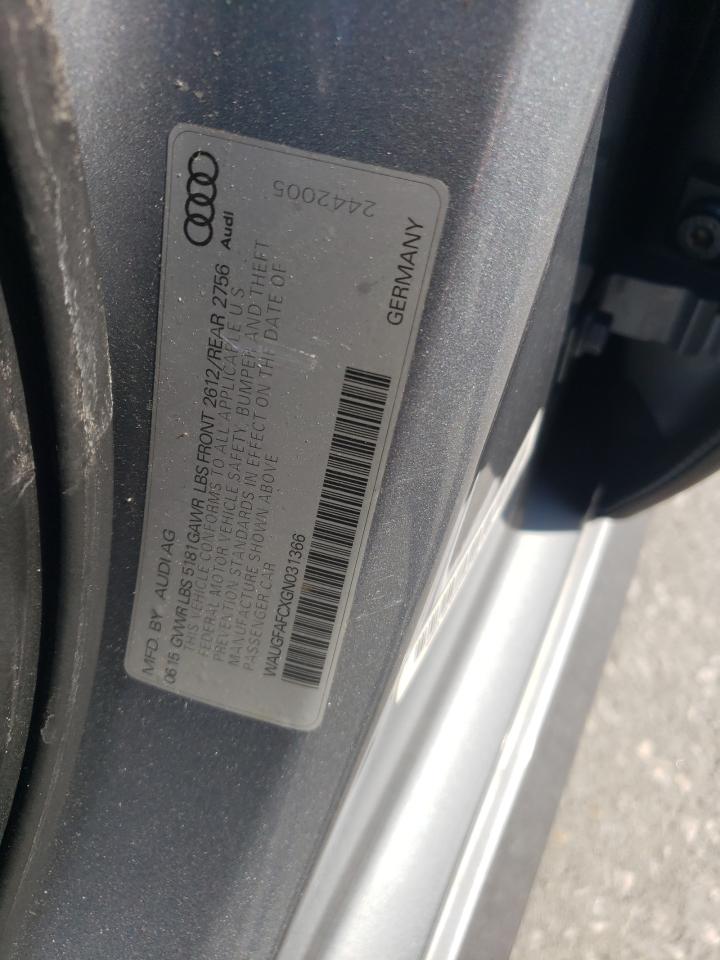 MFD. BY AUDI AG
Audi
06 15 GVWR LBS 5181 GAWR LBS FRONT 2612/REAR 2756
THIS VEHICLE CONFORMS TO ALL APPLICABLE U S
FEDERAL MOTOR VEHICLE SAFETY, BUMPER, AND THEFT
PREVENTION STANDARDS IN EFFECT ON THE DATE OF
MANUFACTURE SHOWN ABOVE
PASSENGER CAR
WAUGFAFCXGN031366
GERMANY
2442005